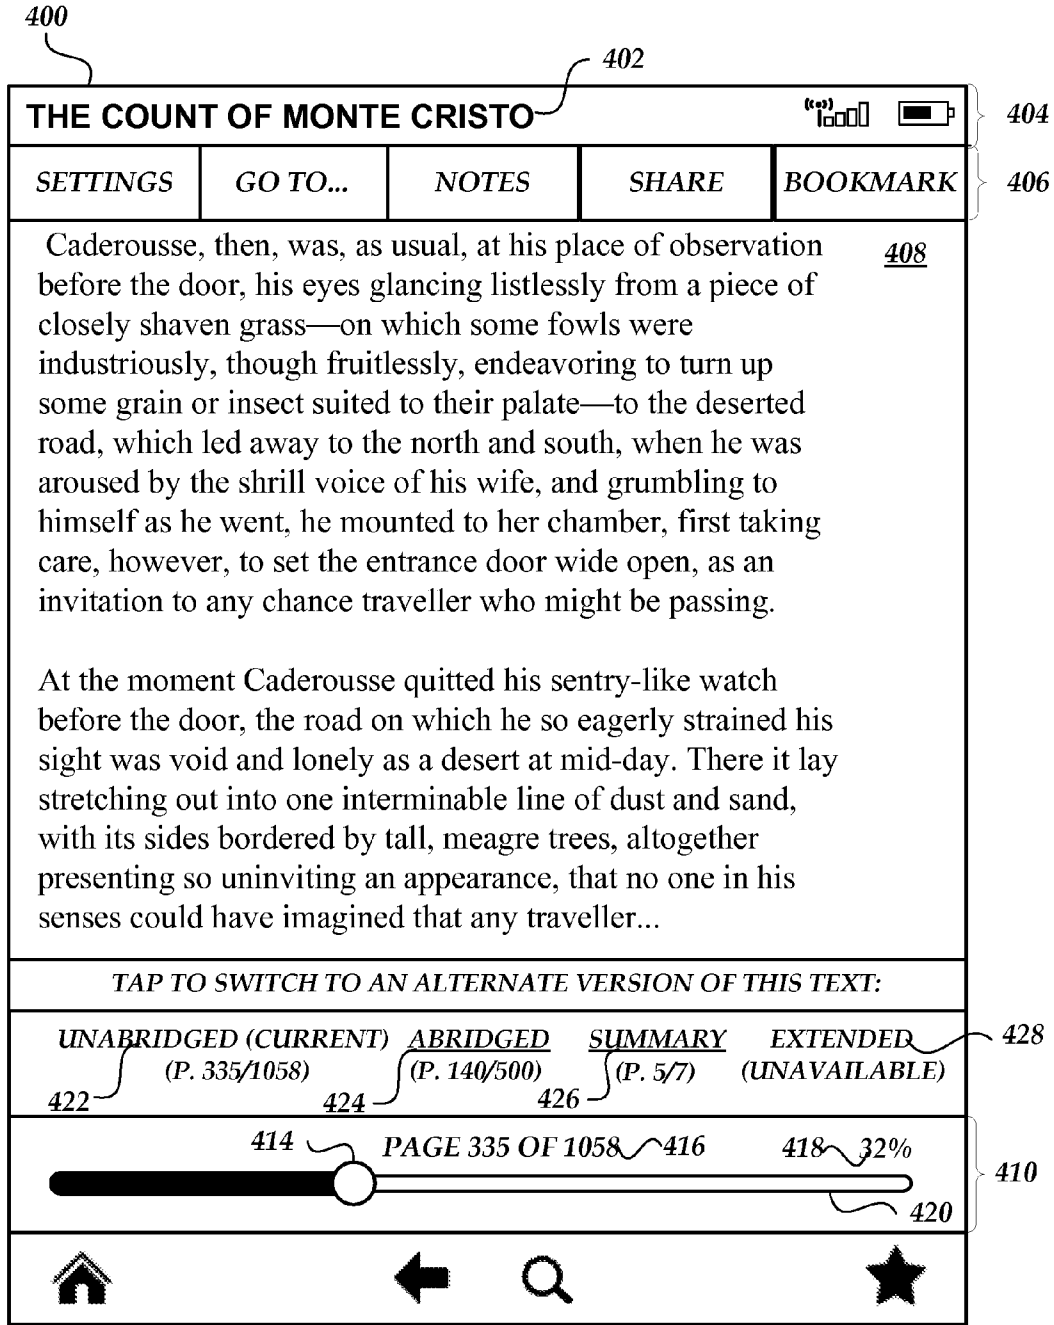 400
402
THE COUNT OF MONTE CRISTO
404
SETTINGS GO TO... NOTES SHARE BOOKMARK
406
Caderousse, then, was, as usual, at his place of observation
408
before the door, his eyes glancing listlessly from a piece of
closely shaven grass—on which some fowls were
industriously, though fruitlessly, endeavoring to turn up
some grain or insect suited to their palate—to the deserted
road, which led away to the north and south, when he was
aroused by the shrill voice of his wife, and grumbling to
himself as he went, he mounted to her chamber, first taking
care, however, to set the entrance door wide open, as an
invitation to any chance traveller who might be passing.
At the moment Caderousse quitted his sentry-like watch
before the door, the road on which he so eagerly strained his
sight was void and lonely as a desert at mid-day. There it lay
stretching out into one interminable line of dust and sand,
with its sides bordered by tall, meagre trees, altogether
presenting so uninviting an appearance, that no one in his
senses could have imagined that any traveller...
TAP TO SWITCH TO AN ALTERNATE VERSION OF THIS TEXT:
UNABRIDGED (CURRENT) ABRIDGED SUMMARY EXTENDED
428
(P. 335/1058) (P. 140/500) (P. 5/7) (UNAVAILABLE)
422 424 426
414 PAGE 335 OF 1058 416 418 32%
410
420